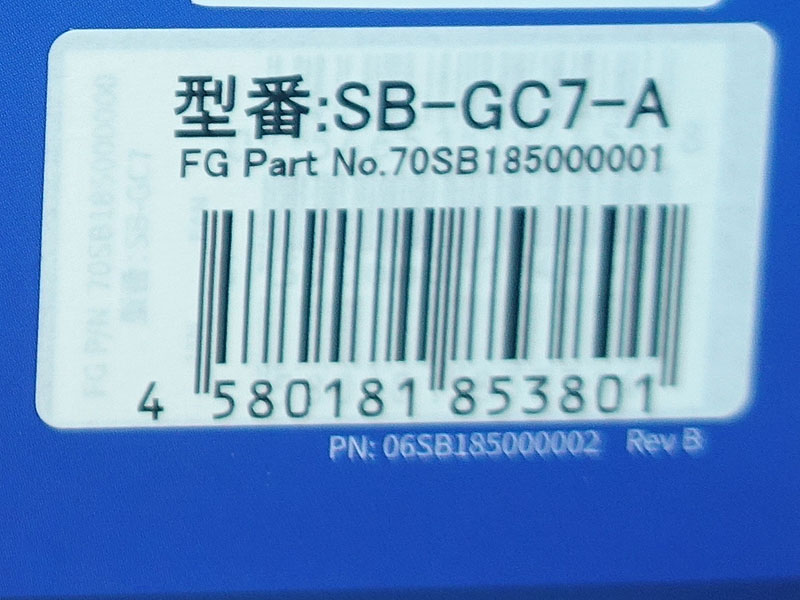 型番:SB-GC7-A
FG Part No.70SB185000001
4 580181 853801
PN: 06SB185000002 Rev B